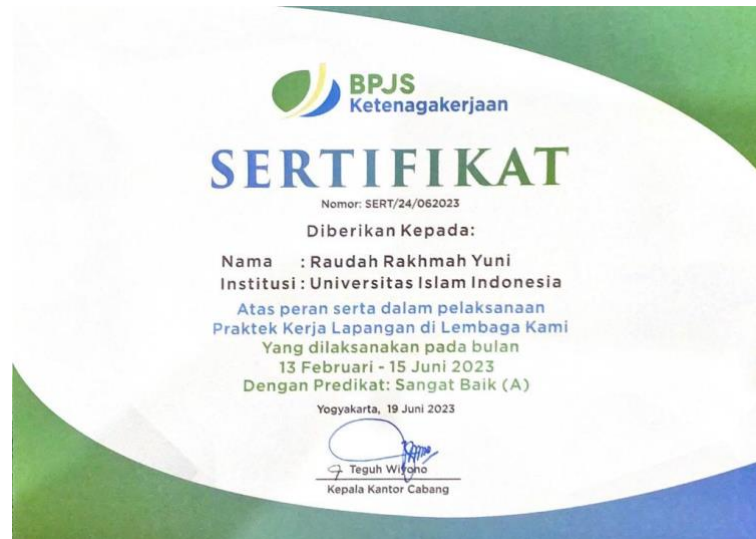 BPJS
Ketenagakerjaan
SERTIFIKAT
Nomor: SERT/24/062023
Diberikan Kepada:
Nama : Raudah Rakhmah Yuni
Institusi : Universitas Islam Indonesia
Atas peran serta dalam pelaksanaan
Praktek Kerja Lapangan di Lembaga Kami
Yang dilaksanakan pada bulan
13 Februari - 15 Juni 2023
Dengan Predikat: Sangat Baik (A)
Yogyakarta, 19 Juni 2023
Teguh Wiyono
Kepala Kantor Cabang